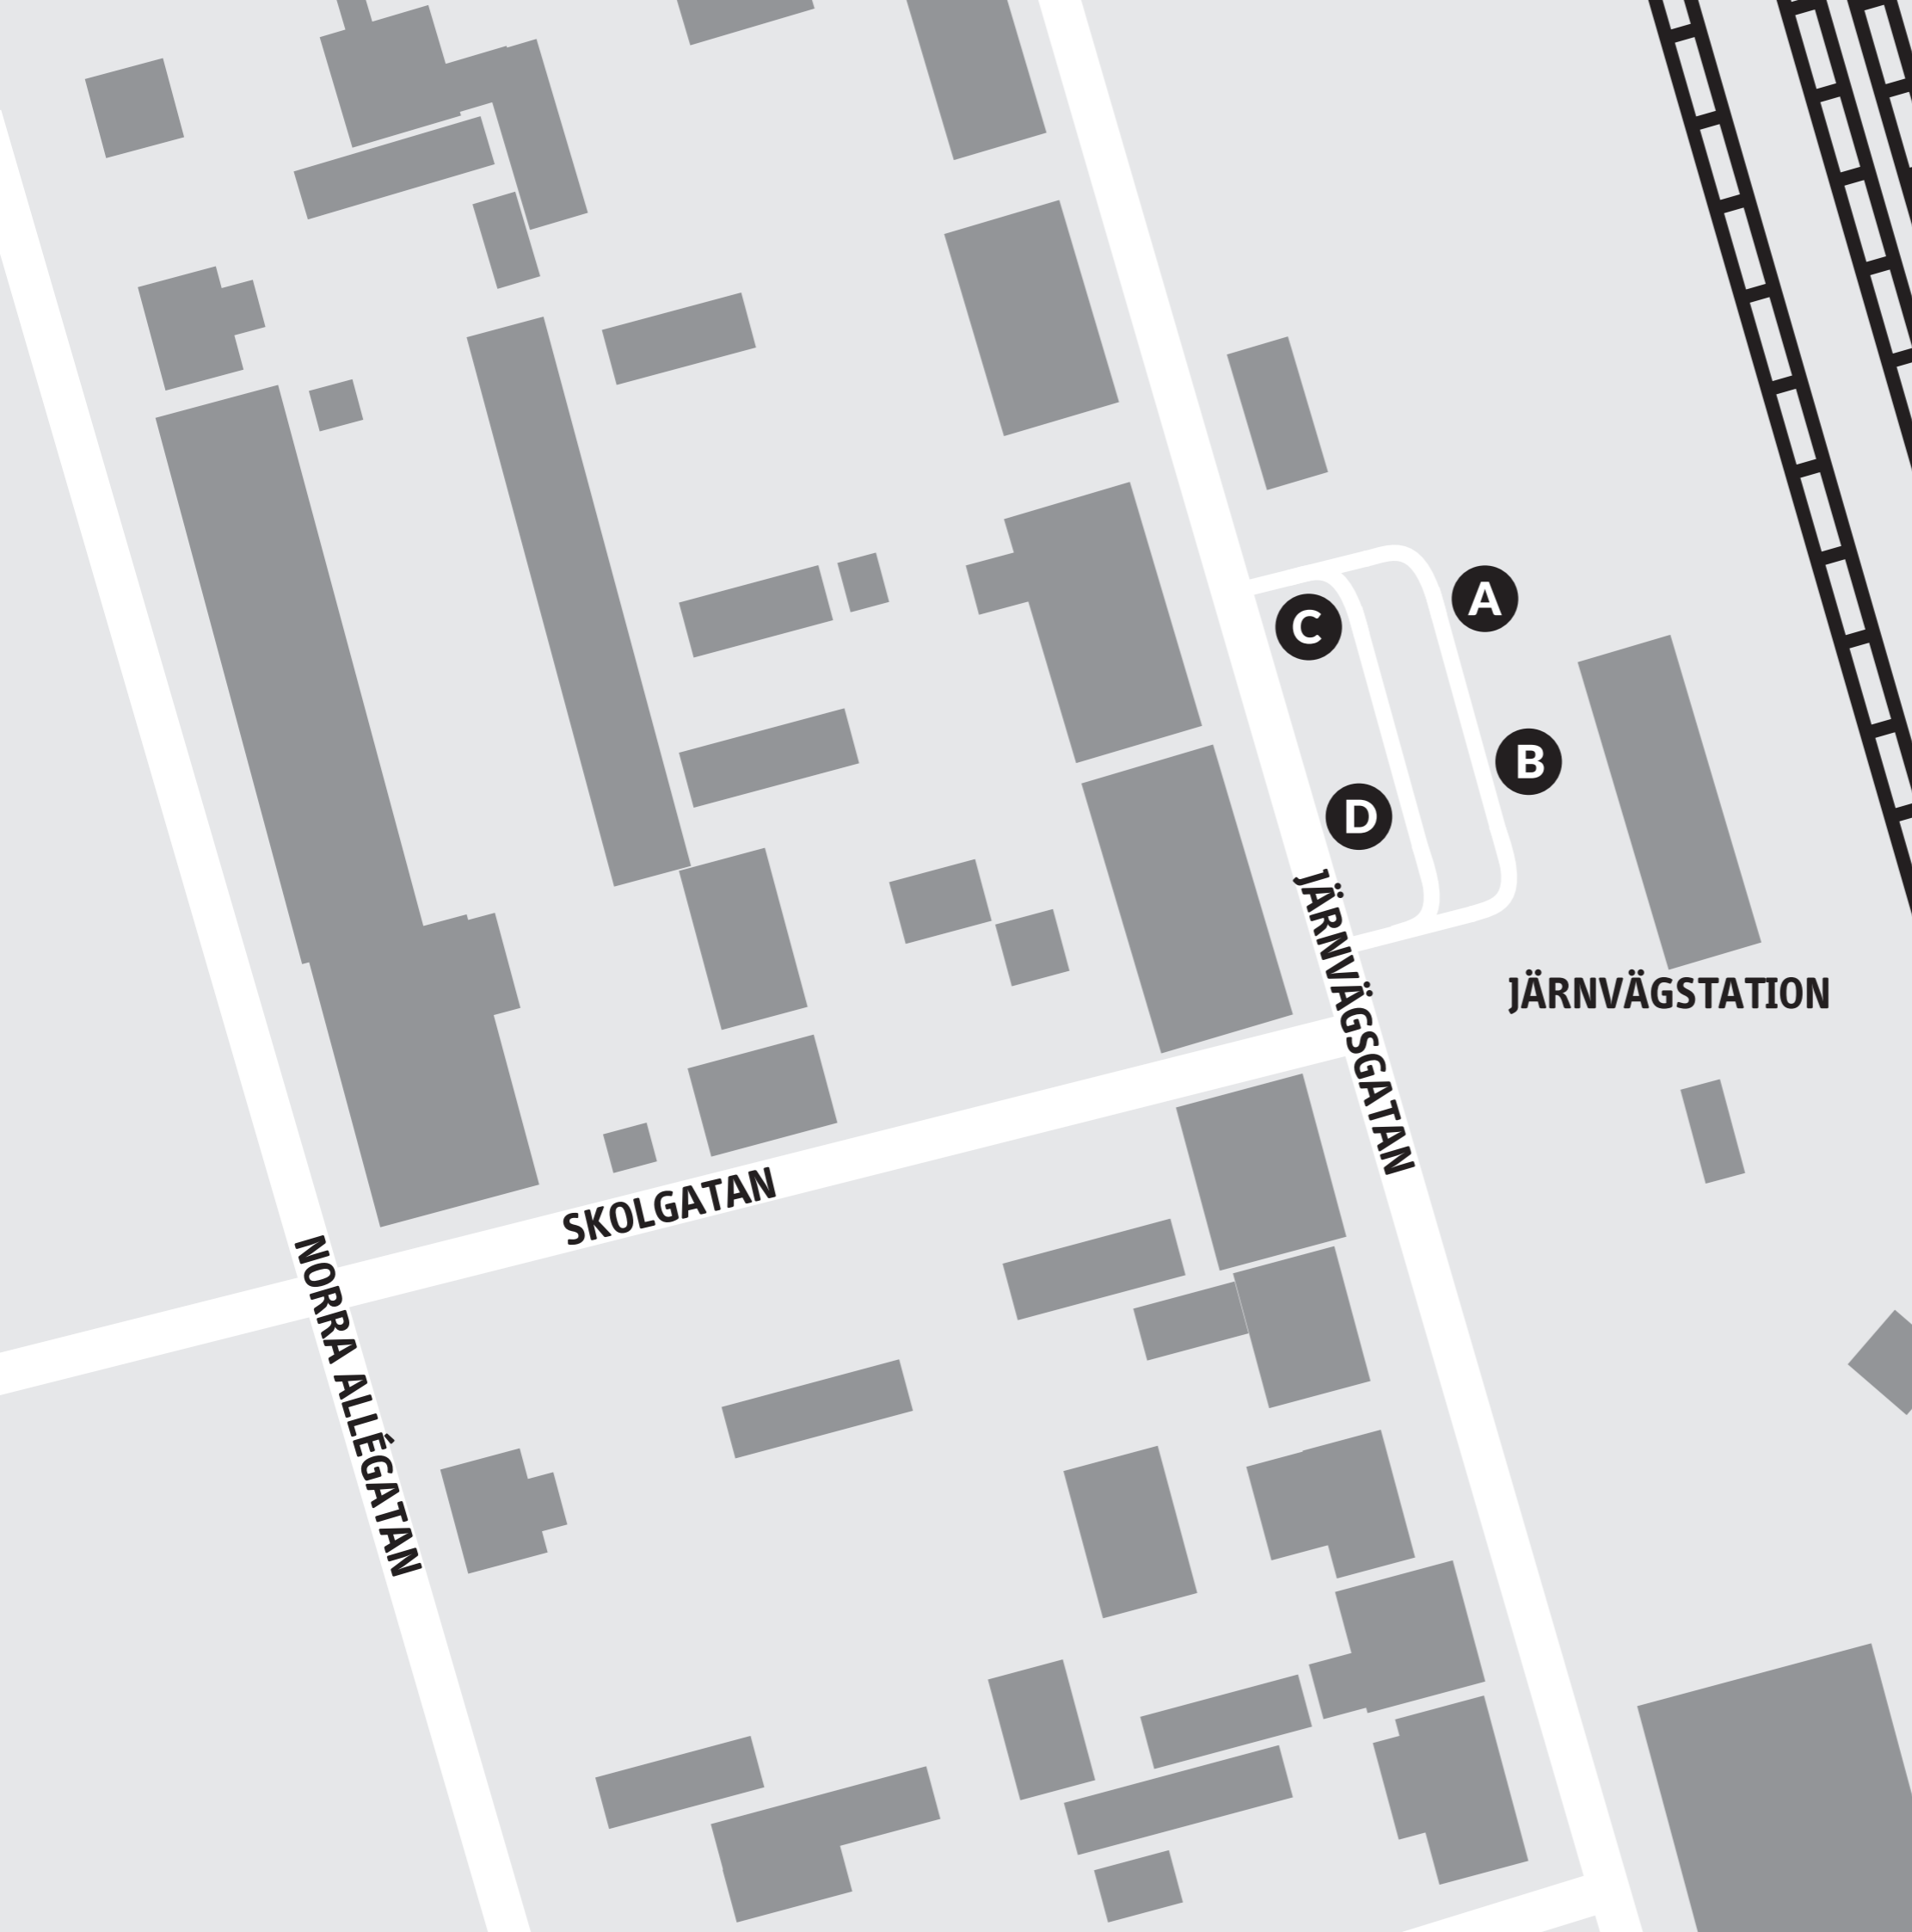 A
C
B
D
JÄRNVÄGSGATAN
JÄRNVÄGSTATION
SKOLGATAN
NORRA ALLÉGATAN